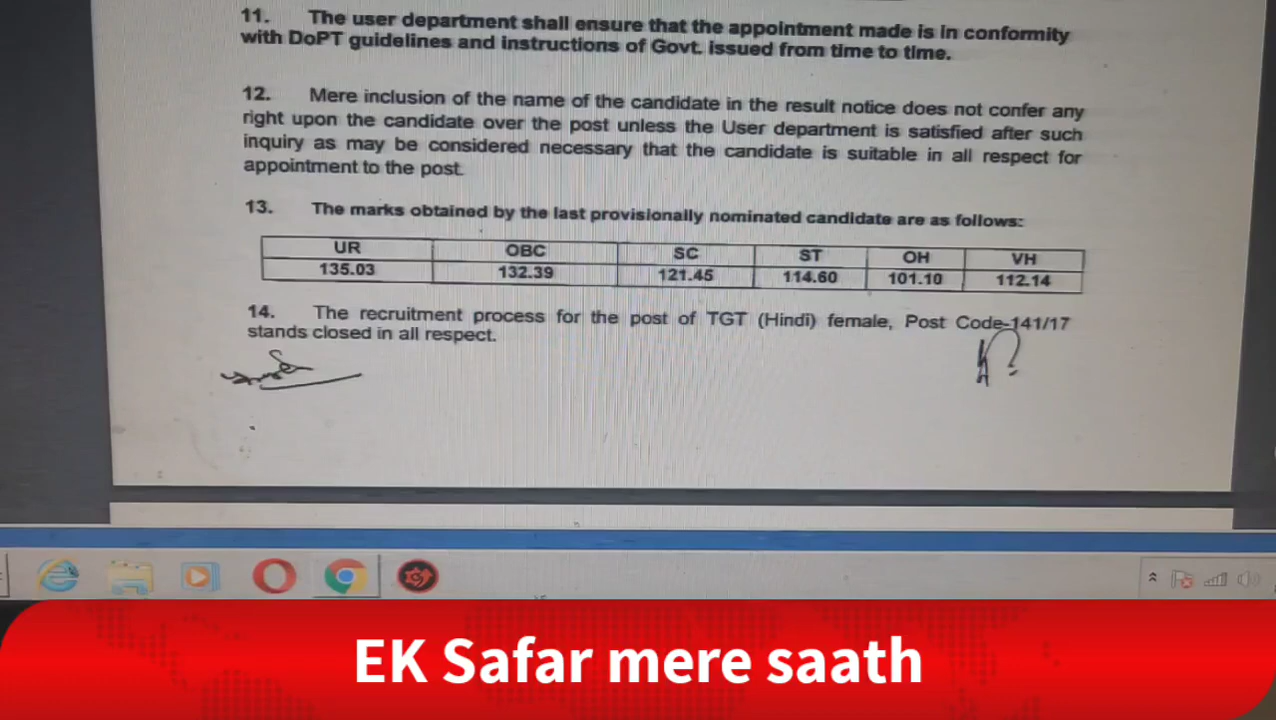 11. The user department shall ensure that the appointment made is in conformity
with DoPT guidelines and instructions of Govt. issued from time to time.
12. Mere inclusion of the name of the candidate in the result notice does not confer any
right upon the candidate over the post unless the User department is satisfied after such
inquiry as may be considered necessary that the candidate is suitable in all respect for
appointment to the post.
13. The marks obtained by the last provisionally nominated candidate are as follows:
UR OBC SC ST OH VH
135.03 132.39 121.45 114.60 101.10 112.14
14. The recruitment process for the post of TGT (Hindi) female, Post Code-141/17
stands closed in all respect.
EK Safar mere saath